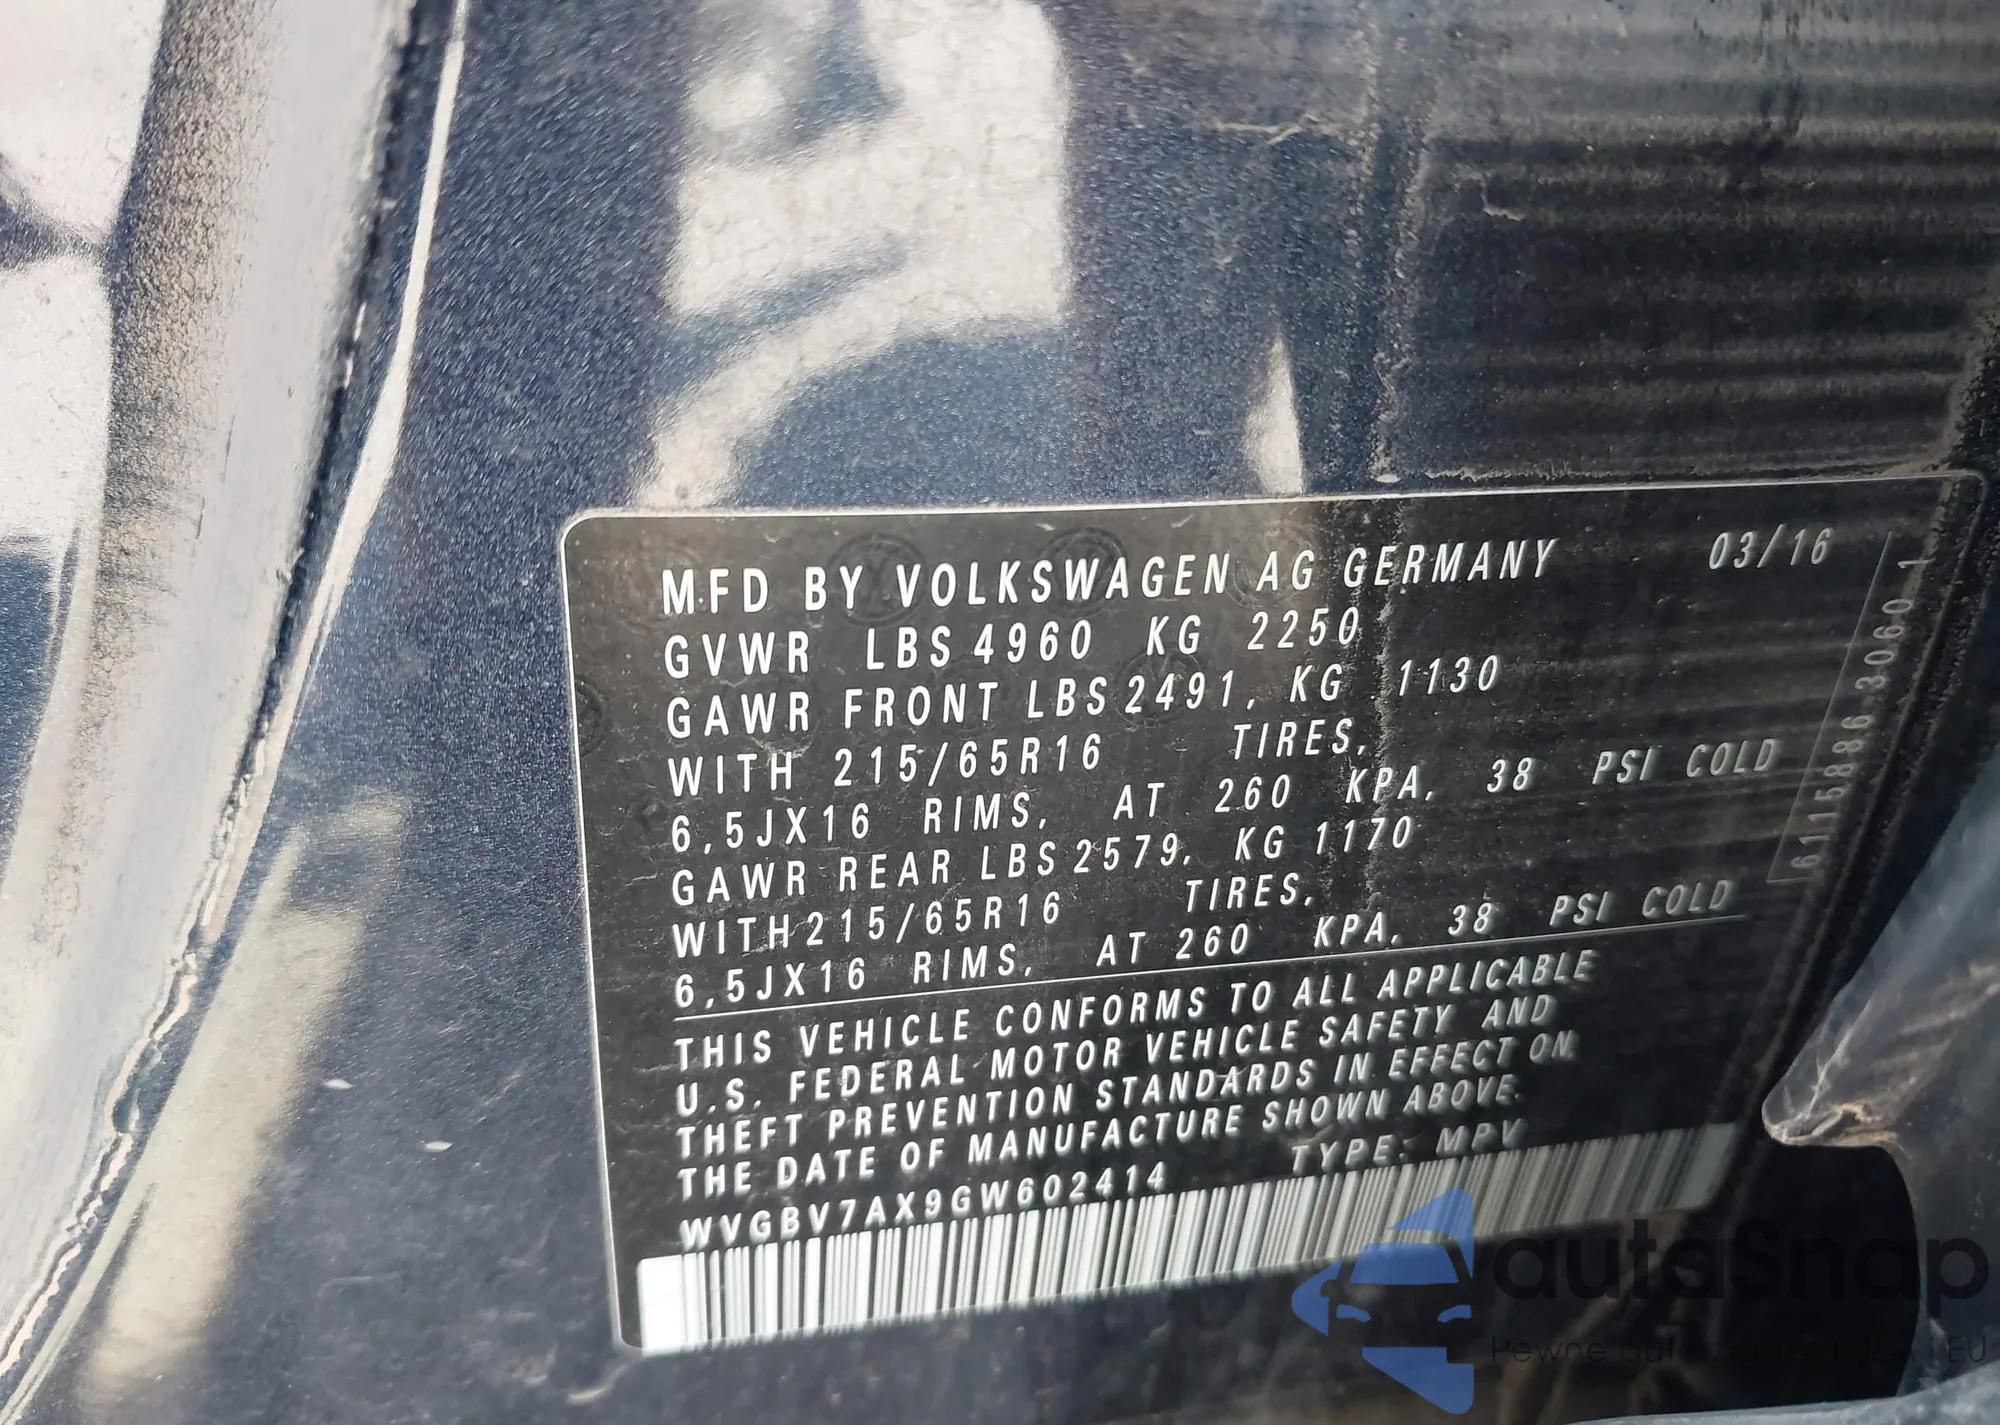 MFD BY VOLKSWAGEN AG GERMANY 03/16
GVWR LBS 4960 KG 2250
GAWR FRONT LBS 2491, KG 1130
WITH 215/65R16 TIRES,
6,5JX16 RIMS, AT 260 KPA, 38 PSI COLD
GAWR REAR LBS 2579, KG 1170
WITH 215/65R16 TIRES,
6,5JX16 RIMS, AT 260 KPA, 38 PSI COLD
THIS VEHICLE CONFORMS TO ALL APPLICABLE
U.S. FEDERAL MOTOR VEHICLE SAFETY AND
THEFT PREVENTION STANDARDS IN EFFECT ON
THE DATE OF MANUFACTURE SHOWN ABOVE.
WVGBV7AX9GW602414 TYPE: MPV
autaSnap
Pewne
EU